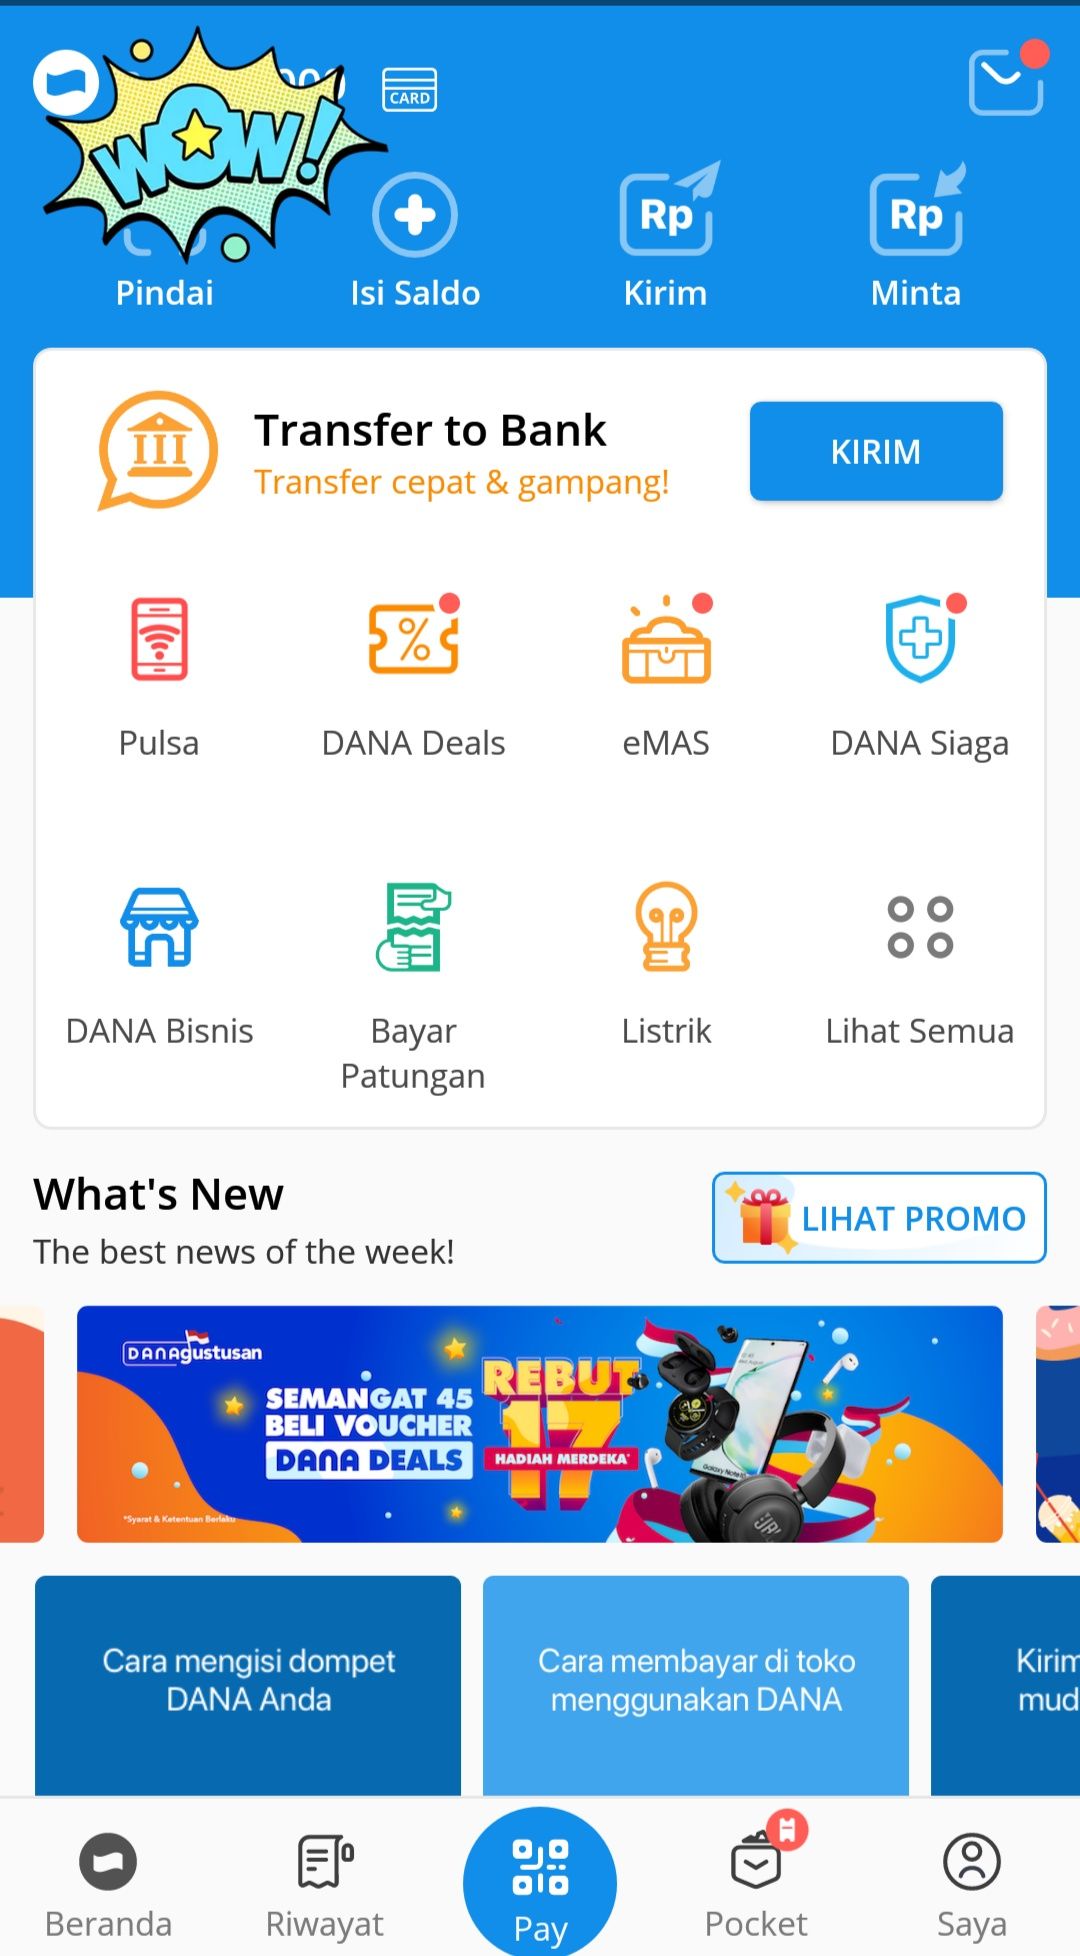 WOW!
CARD
Pindai
Isi Saldo
Rp
Kirim
Rp
Minta
Transfer to Bank
Transfer cepat & gampang!
KIRIM
Pulsa
DANA Deals
eMAS
DANA Siaga
DANA Bisnis
Bayar
Patungan
Listrik
Lihat Semua
What's New
The best news of the week!
LIHAT PROMO
DANAgustusan
SEMANGAT 45
BELI VOUCHER
DANA DEALS
REBUT
17
HADIAH MERDEKA*
*Syarat & Ketentuan Berlaku
JBL
Cara mengisi dompet
DANA Anda
Cara membayar di toko
menggunakan DANA
Beranda
Riwayat
Pay
Pocket
Saya